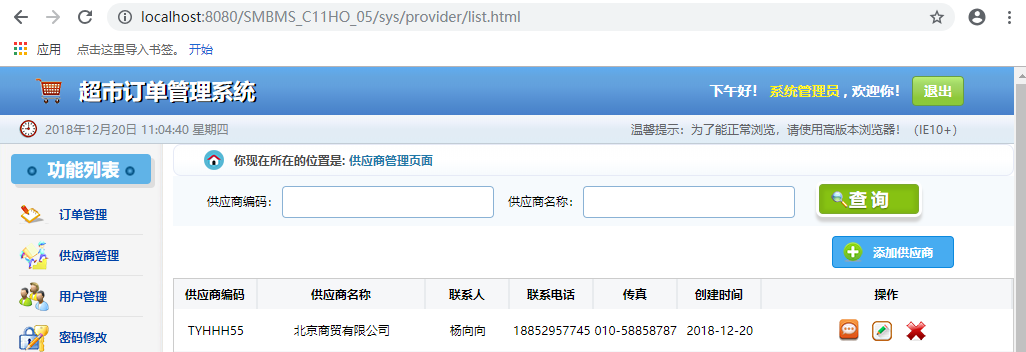 localhost:8080/SMBMS_C11HO_05/sys/provider/list.html
应用 点击这里导入书签。 开始
超市订单管理系统 下午好！ 系统管理员 , 欢迎你！ 退出
2018年12月20日 11:04:40 星期四 温馨提示：为了能正常浏览，请使用高版本浏览器！（IE10+）
功能列表 你现在所在的位置是: 供应商管理页面
供应商编码： 供应商名称： 查 询
订单管理
添加供应商
供应商管理
供应商编码 供应商名称 联系人 联系电话 传真 创建时间 操作
用户管理
TYHHH55 北京商贸有限公司 杨向向 18852957745 010-58858787 2018-12-20
密码修改